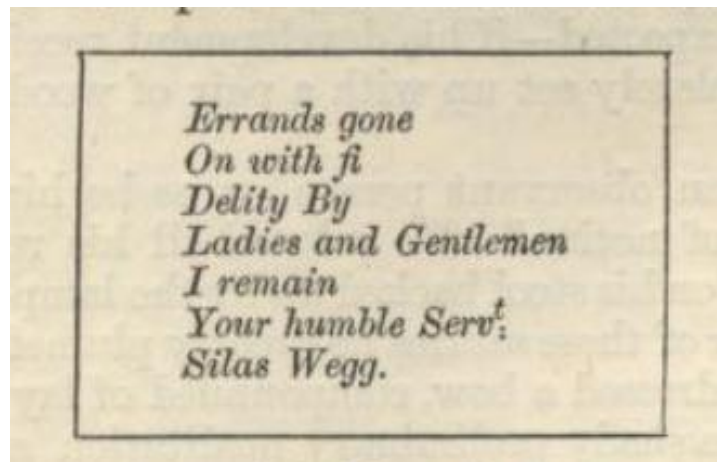 Errands gone
On with fi
Delity By
Ladies and Gentlemen
I remain
Your humble Servᵗ:
Silas Wegg.